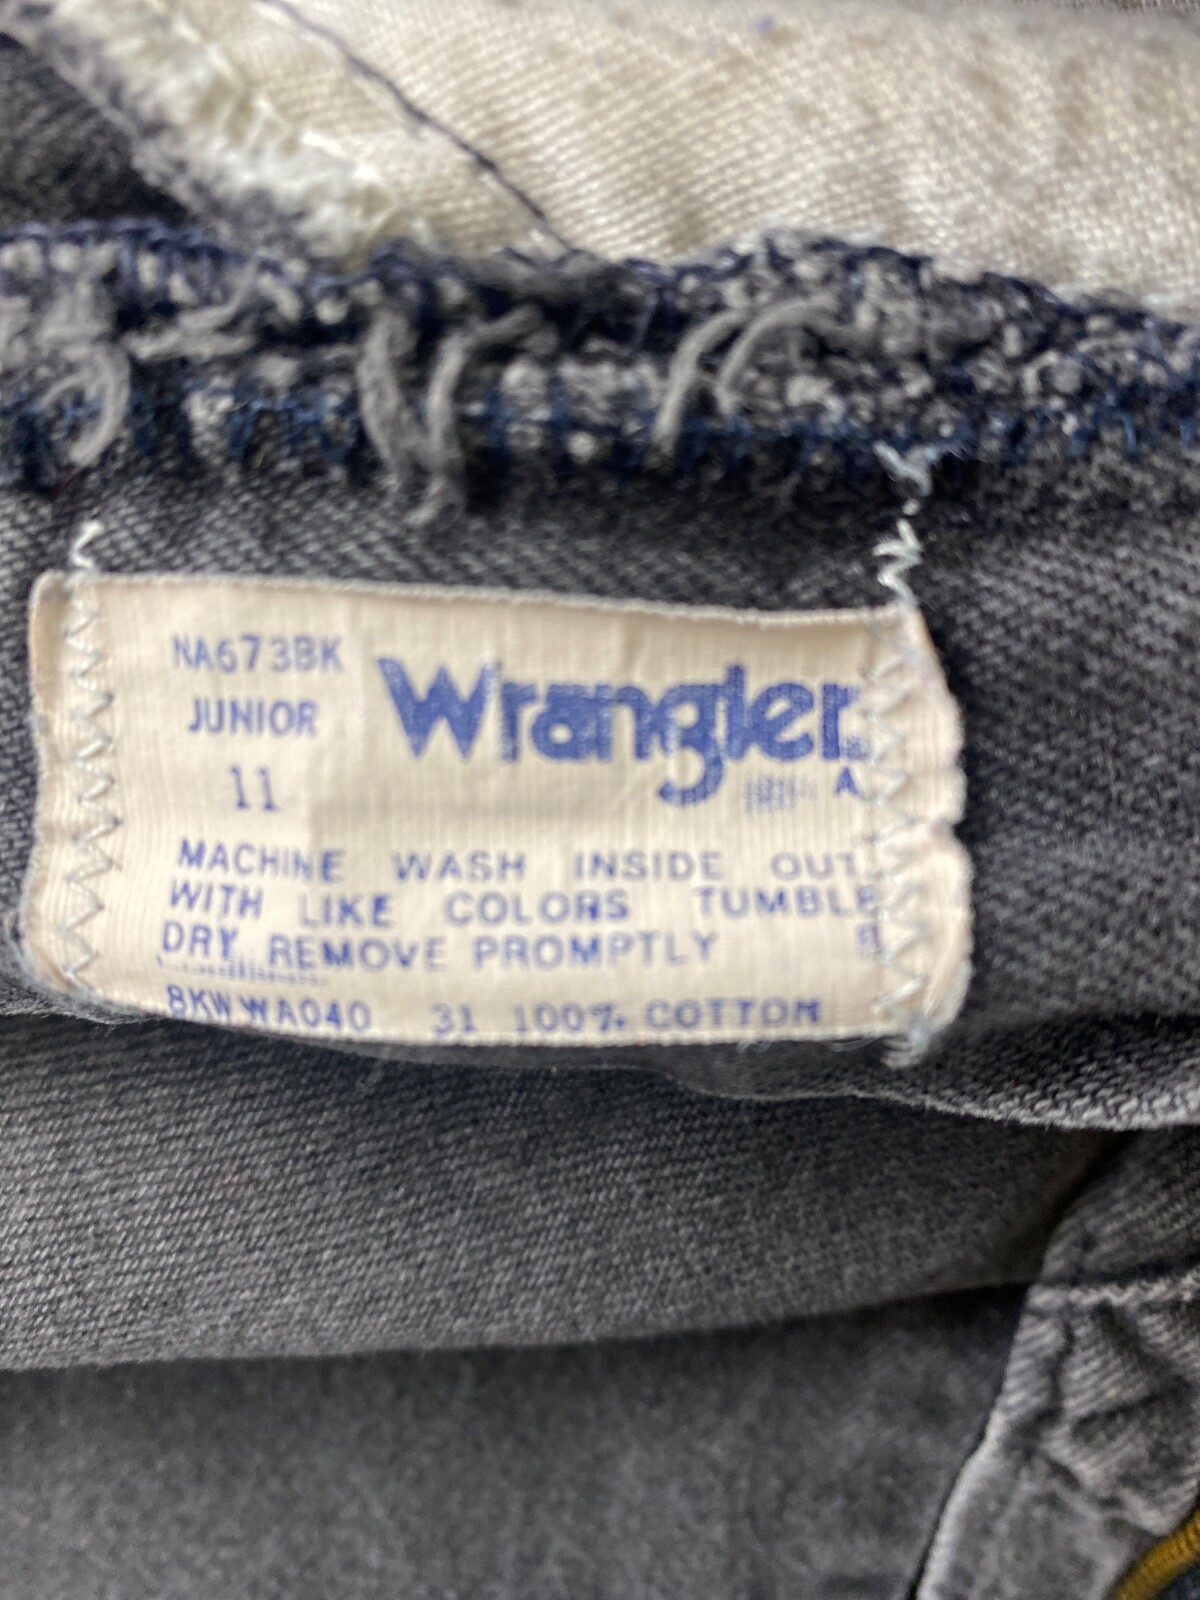 NA673BK
JUNIOR
11
Wrangler
A
MACHINE WASH INSIDE OUT
WITH LIKE COLORS TUMBLE
DRY REMOVE PROMPTLY
8KWWA040 31 100% COTTON